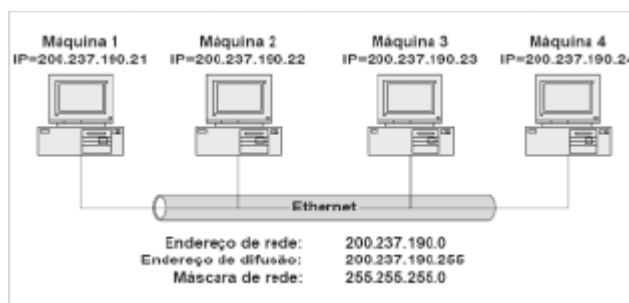 Máquina 1 Máquina 2 Máquina 3 Máquina 4
IP=200.237.190.21 IP=200.237.190.22 IP=200.237.190.23 IP=200.237.190.24
Ethernet
Endereço de rede: 200.237.190.0
Endereço de difusão: 200.237.190.255
Máscara de rede: 255.255.255.0